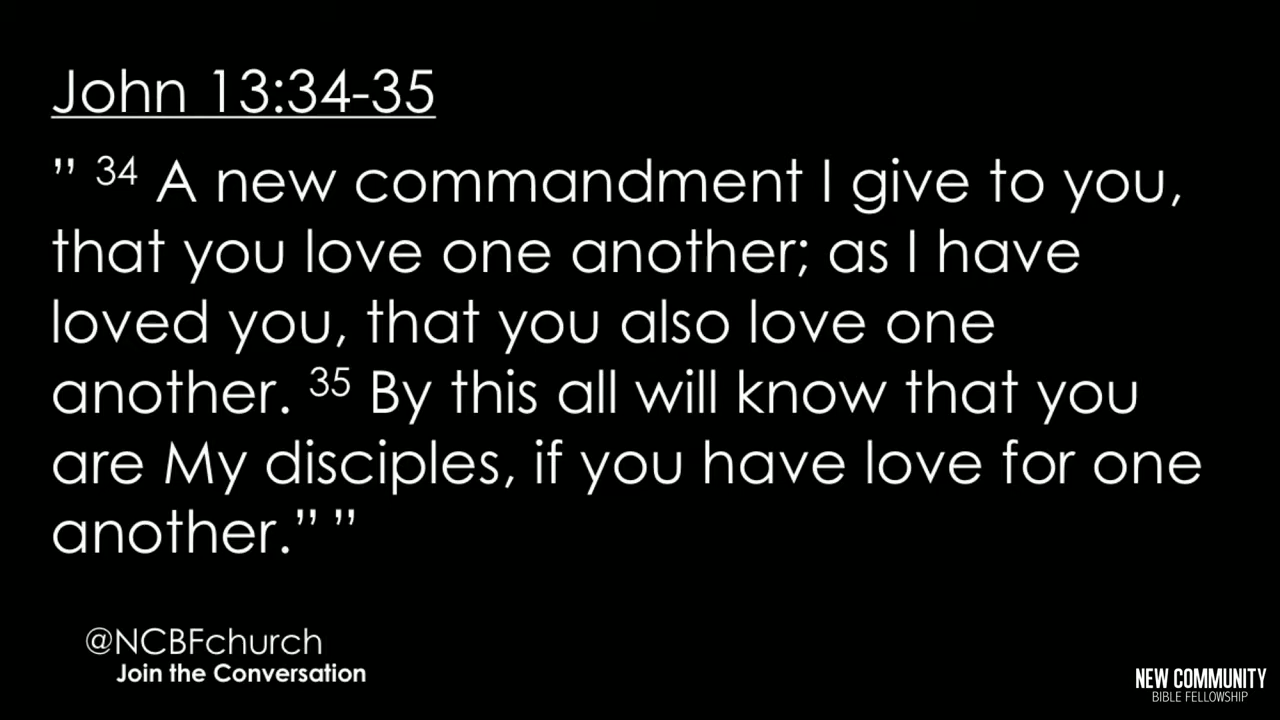 John 13:34-35
” 34 A new commandment I give to you,
that you love one another; as I have
loved you, that you also love one
another. 35 By this all will know that you
are My disciples, if you have love for one
another.” ”
@NCBFchurch
Join the Conversation
NEW COMMUNITY
BIBLE FELLOWSHIP